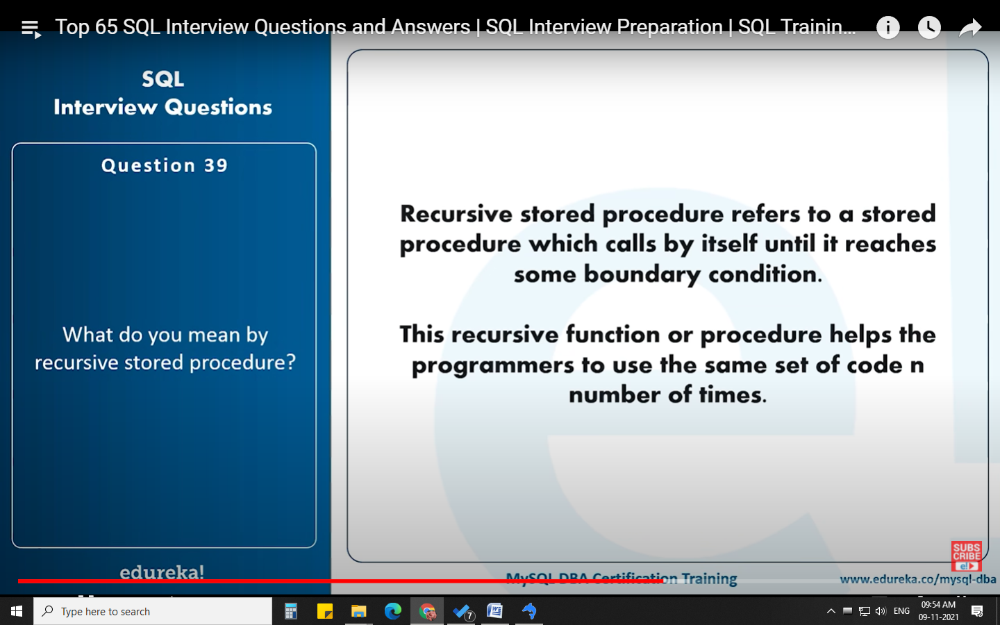 Top 65 SQL Interview Questions and Answers | SQL Interview Preparation | SQL Trainin...
SQL
Interview Questions
Question 39
What do you mean by
recursive stored procedure?
edureka!
Recursive stored procedure refers to a stored
procedure which calls by itself until it reaches
some boundary condition.
This recursive function or procedure helps the
programmers to use the same set of code n
number of times.
SUBS
CRIBE
e!
MySQL DBA Certification Training
www.edureka.co/mysql-dba
Type here to search
7
ENG
09:54 AM
09-11-2021